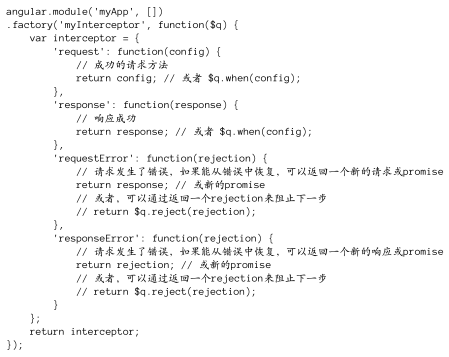 angular.module('myApp', [])
.factory('myInterceptor', function($q) {
    var interceptor = {
        'request': function(config) {
            // 成功的请求方法
            return config; // 或者 $q.when(config);
        },
        'response': function(response) {
            // 响应成功
            return response; // 或者 $q.when(config);
        },
        'requestError': function(rejection) {
            // 请求发生了错误，如果能从错误中恢复，可以返回一个新的请求或promise
            return response; // 或新的promise
            // 或者，可以通过返回一个rejection来阻止下一步
            // return $q.reject(rejection);
        },
        'responseError': function(rejection) {
            // 请求发生了错误，如果能从错误中恢复，可以返回一个新的响应或promise
            return rejection; // 或新的promise
            // 或者，可以通过返回一个rejection来阻止下一步
            // return $q.reject(rejection);
        }
    };
    return interceptor;
});